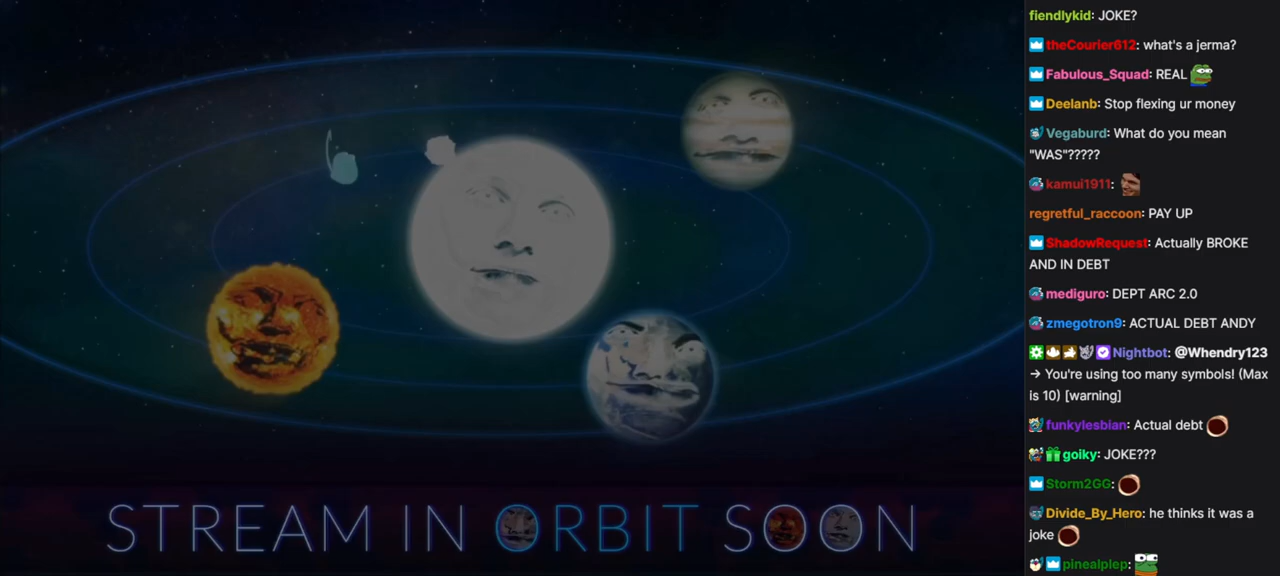 STREAM IN ORBIT SOON
fiendlykid: JOKE?
theCourier612: what's a jerma?
Fabulous_Squad: REAL
Deelanb: Stop flexing ur money
Vegaburd: What do you mean
"WAS"?????
kamui1911:
regretful_raccoon: PAY UP
ShadowRequest: Actually BROKE
AND IN DEBT
mediguro: DEPT ARC 2.0
zmegotron9: ACTUAL DEBT ANDY
Nightbot: @Whendry123
→ You're using too many symbols! (Max
is 10) [warning]
funkylesbian: Actual debt
goiky: JOKE???
Storm2GG:
Divide_By_Hero: he thinks it was a
joke
pinealplep: